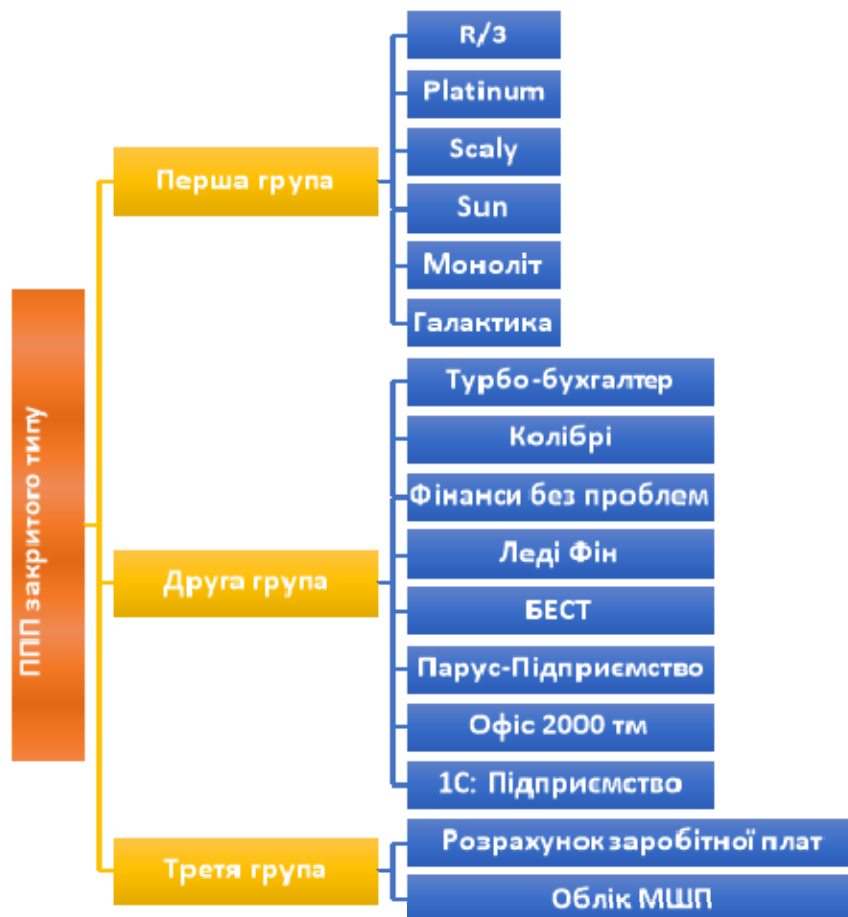 ППП закритого типу
Перша група
R/3
Platinum
Scaly
Sun
Моноліт
Галактика
Друга група
Турбо-бухгалтер
Колібрі
Фінанси без проблем
Леді Фін
БЕСТ
Парус-Підприємство
Офіс 2000 тм
1С: Підприємство
Третя група
Розрахунок заробітної плат
Облік МШП